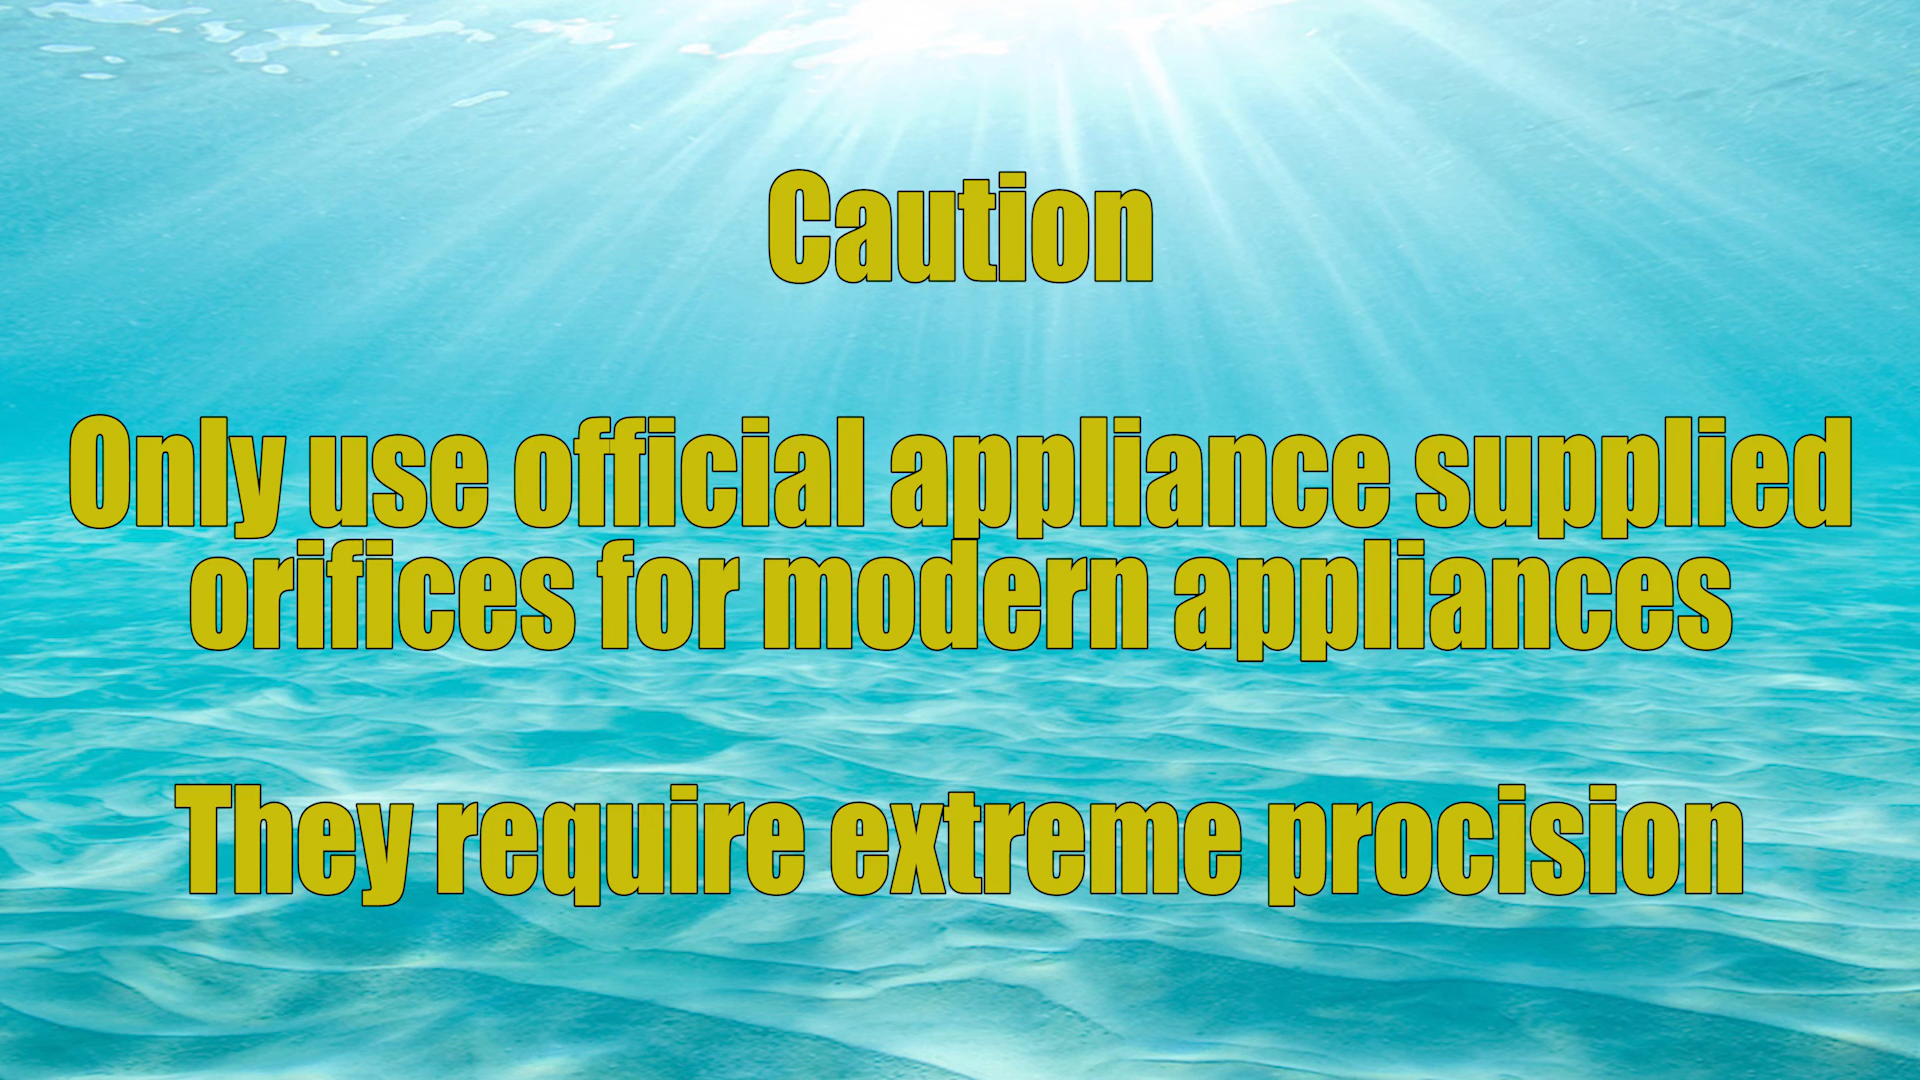 Caution
Only use official appliance supplied
orifices for modern appliances
They require extreme procision